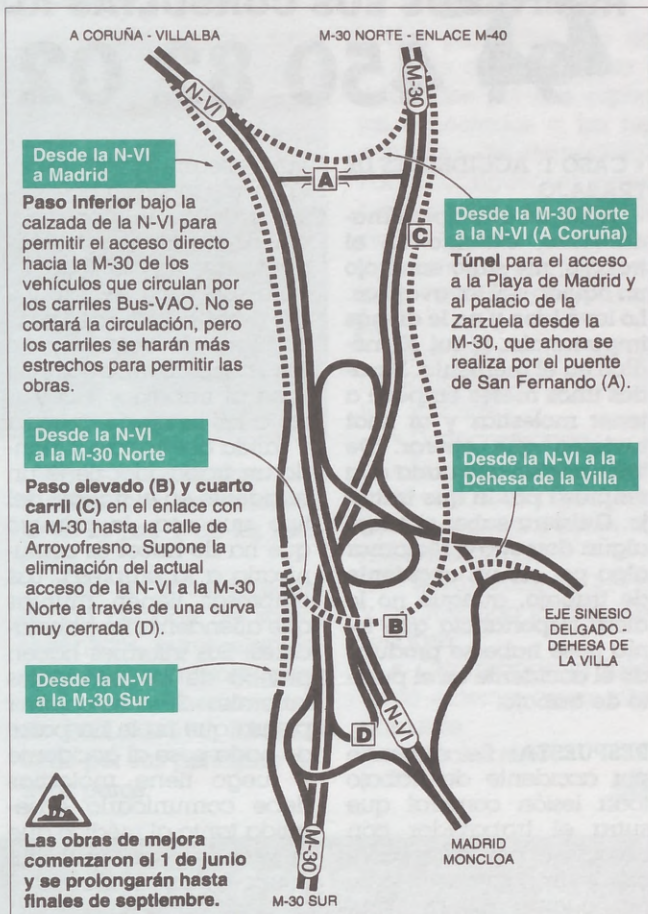 A CORUÑA - VILLALBA
M-30 NORTE - ENLACE M-40
N-VI
M-30
A
Desde la N-VI
a Madrid
Paso Inferior bajo la
calzada de la N-VI para
permitir el acceso directo
hacia la M-30 de los
vehículos que circulan por
los carriles Bus-VAO. No se
cortará la circulación, pero
los carriles se harán más
estrechos para permitir las
obras.
Desde la M-30 Norte
a la N-VI (A Coruña)
C
Túnel para el acceso
a la Playa de Madrid y
al palacio de la
Zarzuela desde la
M-30, que ahora se
realiza por el puente
de San Fernando (A).
Desde la N-VI
a la M-30 Norte
Paso elevado (B) y cuarto
carril (C) en el enlace con
la M-30 hasta la calle de
Arroyofresno. Supone la
eliminación del actual
acceso de la N-VI a la M-30
Norte a través de una curva
muy cerrada (D).
Desde la N-VI a la
Dehesa de la Villa
B
EJE SINESIO
DELGADO -
DEHESA DE
LA VILLA
Desde la N-VI
a la M-30 Sur
D
N-VI
Las obras de mejora
comenzaron el 1 de junio
y se prolongarán hasta
finales de septiembre.
M-30
M-30 SUR
MADRID
MONCLOA